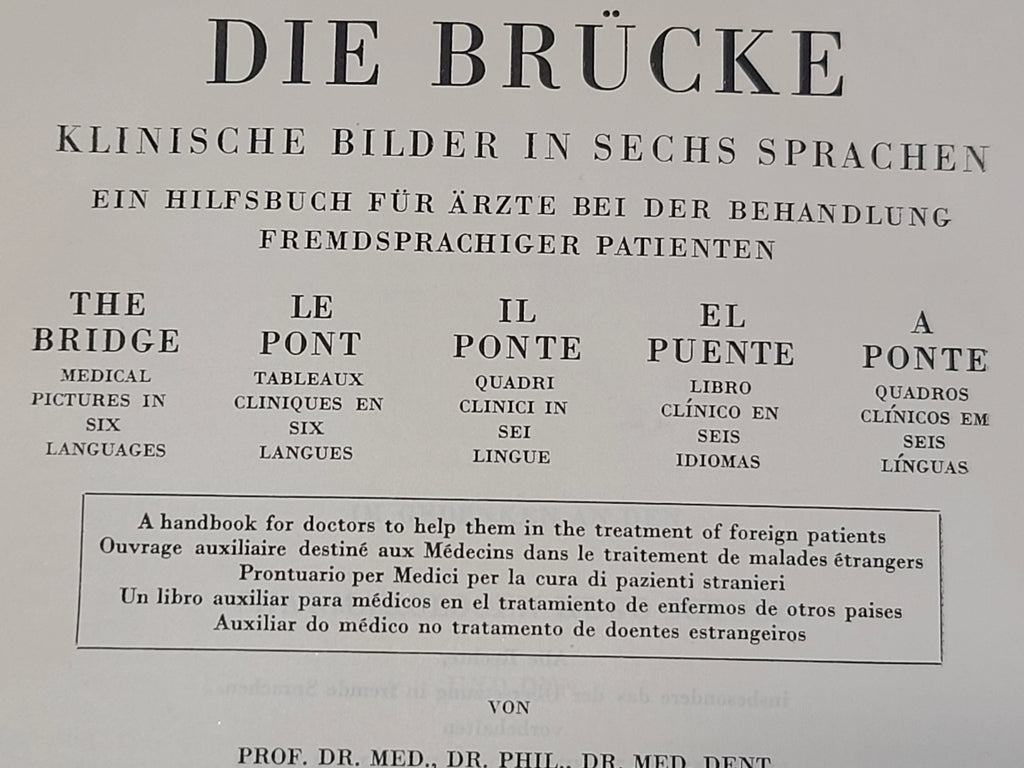 DIE BRÜCKE
KLINISCHE BILDER IN SECHS SPRACHEN
EIN HILFSBUCH FÜR ÄRZTE BEI DER BEHANDLUNG
FREMDSPRACHIGER PATIENTEN
THE
BRIDGE
MEDICAL
PICTURES IN
SIX
LANGUAGES
LE
PONT
TABLEAUX
CLINIQUES EN
SIX
LANGUES
IL
PONTE
QUADRI
CLINICI IN
SEI
LINGUE
EL
PUENTE
LIBRO
CLÍNICO EN
SEIS
IDIOMAS
A
PONTE
QUADROS
CLÍNICOS EM
SEIS
LÍNGUAS
A handbook for doctors to help them in the treatment of foreign patients
Ouvrage auxiliaire destiné aux Médecins dans le traitement de malades étrangers
Prontuario per Medici per la cura di pazienti stranieri
Un libro auxiliar para médicos en el tratamiento de enfermos de otros paises
Auxiliar do médico no tratamento de doentes estrangeiros
VON
PROF. DR. MED., DR. PHIL., DR. MED. DENT.